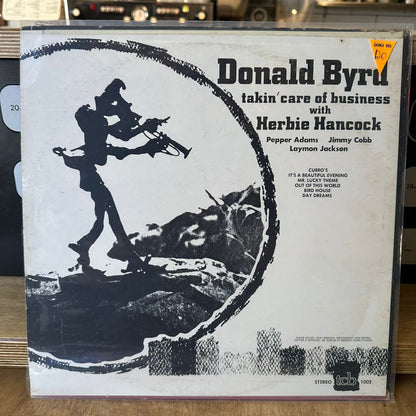 Donald Byrd
takin' care of business
with
Herbie Hancock
Pepper Adams Jimmy Cobb
Laymon Jackson
CURRO'S
IT'S A BEAUTIFUL EVENING
MR. LUCKY THEME
OUT OF THIS WORLD
BIRD HOUSE
DAY DREAMS
STEREO
1002
20